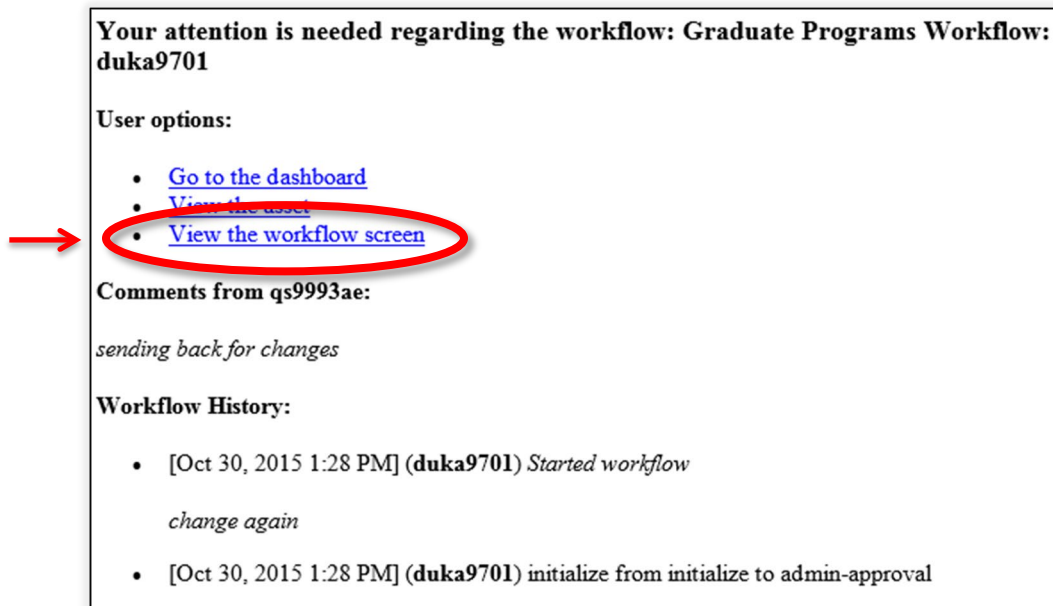 Your attention is needed regarding the workflow: Graduate Programs Workflow:
duka9701
User options:
• Go to the dashboard
• View the asset
• View the workflow screen
Comments from qs9993ae:
sending back for changes
Workflow History:
• [Oct 30, 2015 1:28 PM] (duka9701) Started workflow
change again
• [Oct 30, 2015 1:28 PM] (duka9701) initialize from initialize to admin-approval